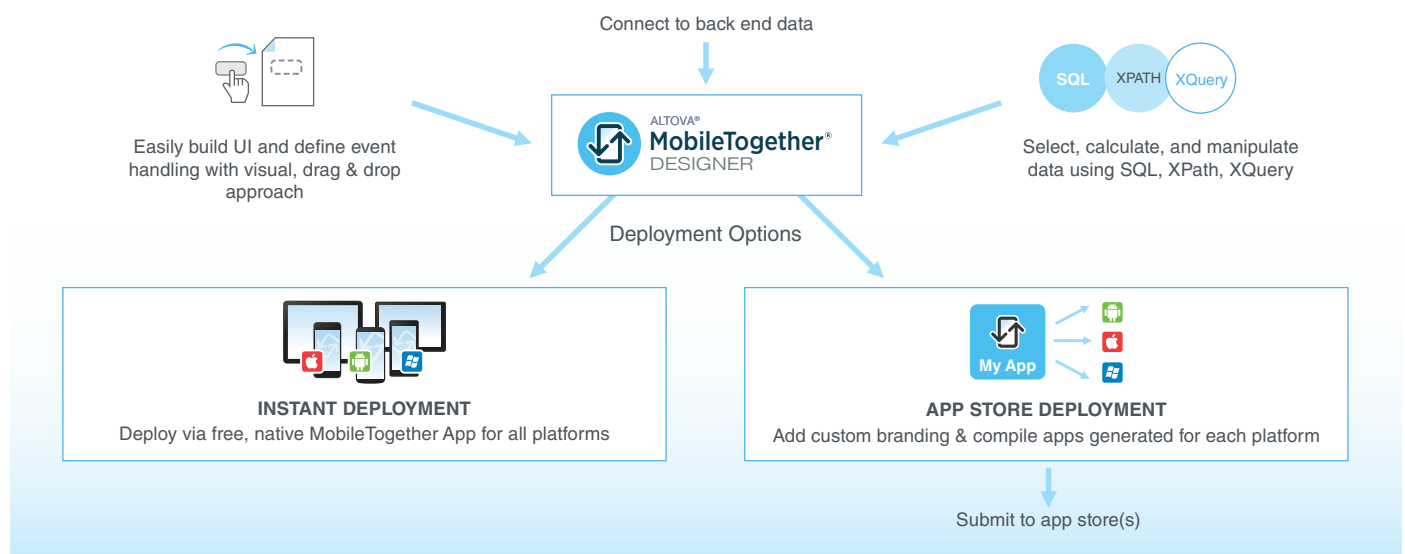 Connect to back end data
SQL
XPATH
XQuery
Easily build UI and define event
handling with visual, drag & drop
approach
ALTOVA®
MobileTogether®
DESIGNER
Select, calculate, and manipulate
data using SQL, XPath, XQuery
Deployment Options
My App
INSTANT DEPLOYMENT
Deploy via free, native MobileTogether App for all platforms
APP STORE DEPLOYMENT
Add custom branding & compile apps generated for each platform
Submit to app store(s)